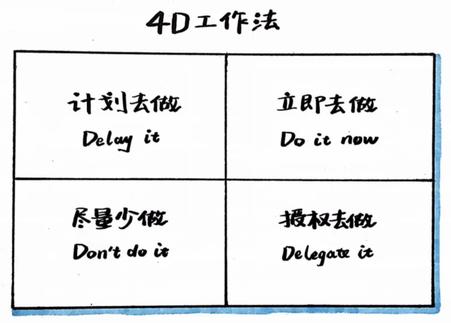 4D工作法
计划去做
Delay it
立即去做
Do it now
尽量少做
Don't do it
授权去做
Delegate it